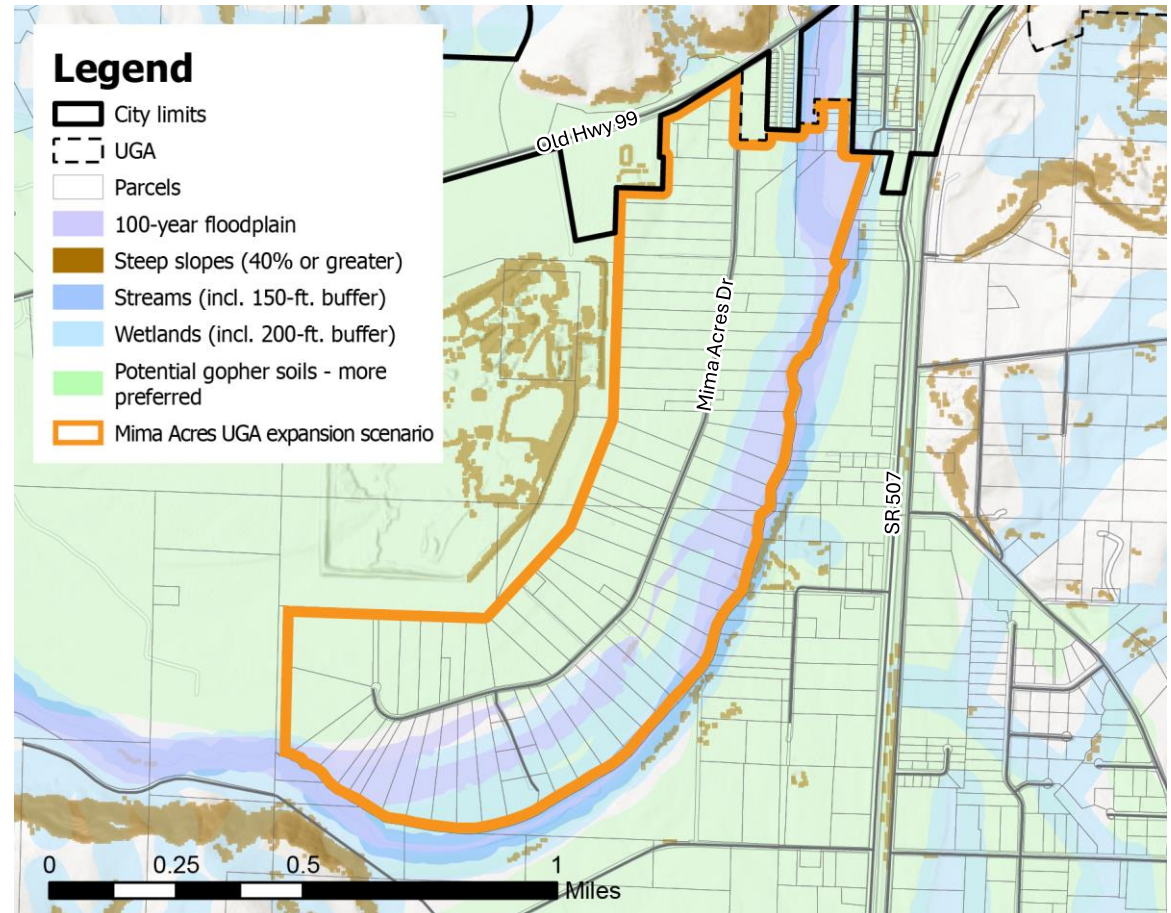 Legend
City limits
UGA
Parcels
100-year floodplain
Steep slopes (40% or greater)
Streams (incl. 150-ft. buffer)
Wetlands (incl. 200-ft. buffer)
Potential gopher soils - more
preferred
Mima Acres UGA expansion scenario
Old Hwy 99
Mima Acres Dr
SR 507
0 0.25 0.5 1
Miles